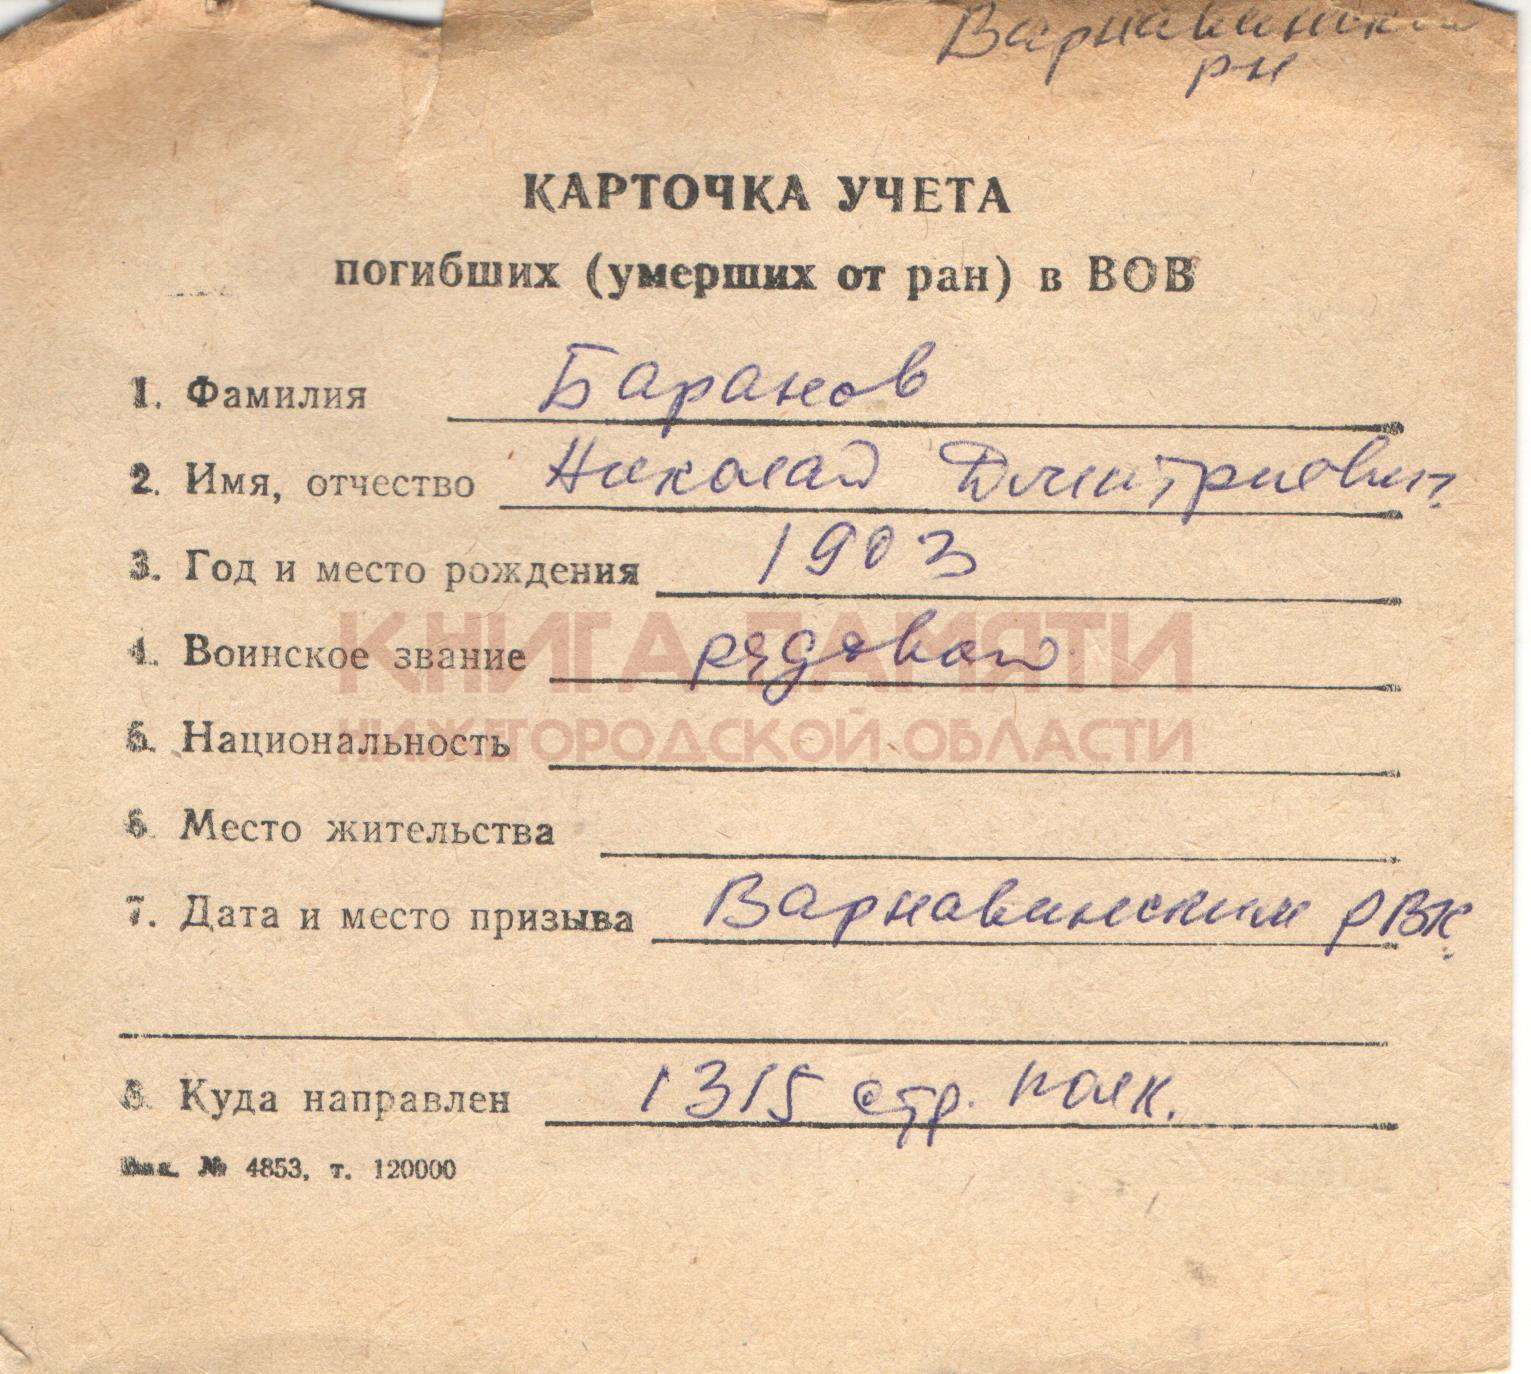 Варнавинский
р-н
КАРТОЧКА УЧЕТА
погибших (умерших от ран) в ВОВ
1. Фамилия Баранов
2. Имя, отчество Николай Дмитриевич
3. Год и место рождения 1903
4. Воинское звание рядовой
КНИГА ПАМЯТИ
5. Национальность
НИЖЕГОРОДСКОЙ ОБЛАСТИ
6. Место жительства
7. Дата и место призыва Варнавинским РВК.
8. Куда направлен 1315 стр. полк.
Зак. № 4853, т. 120000